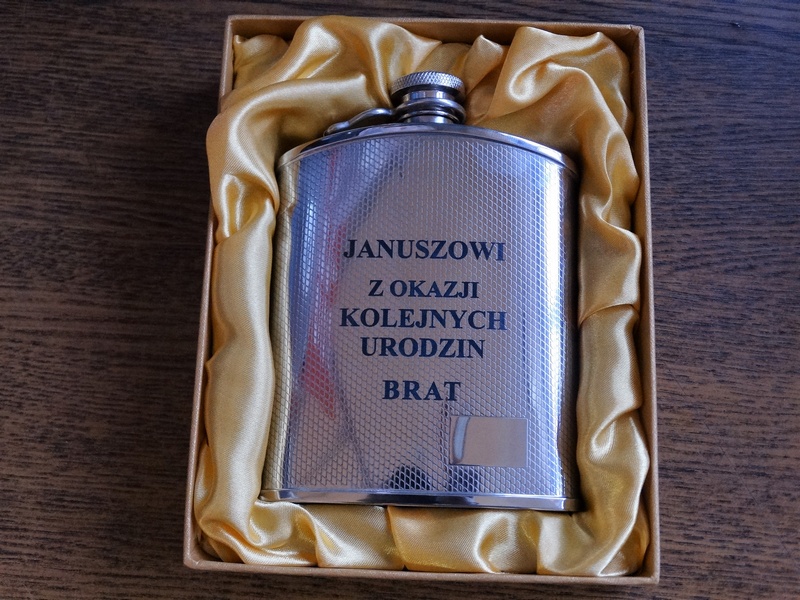 JANUSZOWI
Z OKAZJI
KOLEJNYCH
URODZIN
BRAT